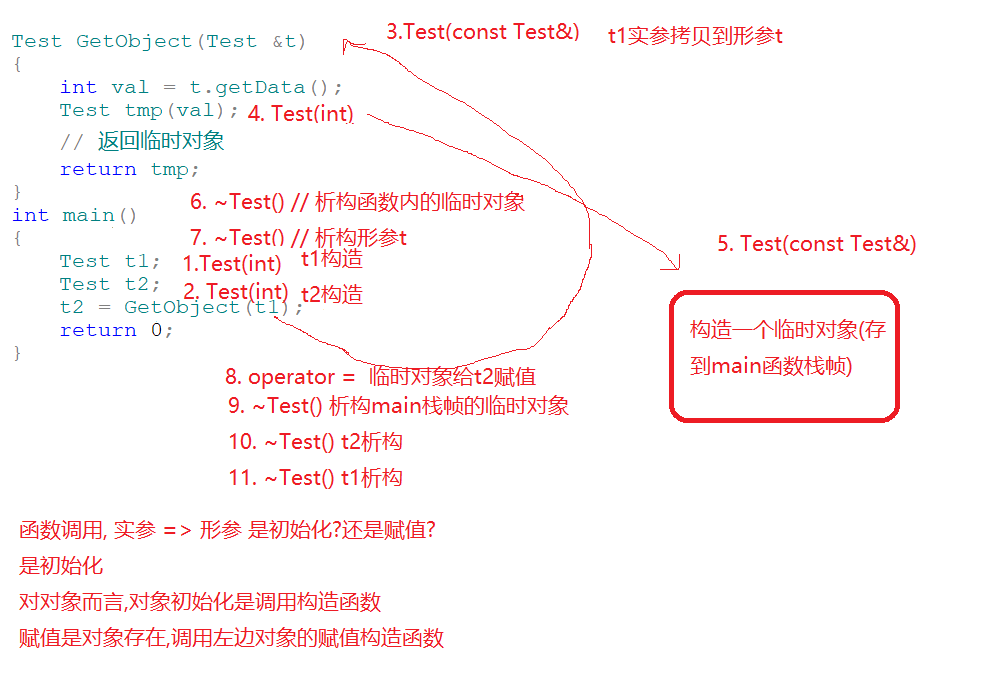 Test GetObject(Test &t)
3.Test(const Test&)
t1实参拷贝到形参t
{
int val = t.getData();
Test tmp(val);
4. Test(int)
// 返回临时对象
return tmp;
}
6. ~Test() // 析构函数内的临时对象
int main()
{
7. ~Test() // 析构形参t
5. Test(const Test&)
Test t1;
1.Test(int)
t1构造
Test t2;
2. Test(int)
t2构造
t2 = GetObject(t1);
return 0;
}
构造一个临时对象(存
到main函数栈帧)
8. operator = 临时对象给t2赋值
9. ~Test() 析构main栈帧的临时对象
10. ~Test() t2析构
11. ~Test() t1析构
函数调用, 实参 => 形参 是初始化?还是赋值?
是初始化
对对象而言,对象初始化是调用构造函数
赋值是对象存在,调用左边对象的赋值构造函数